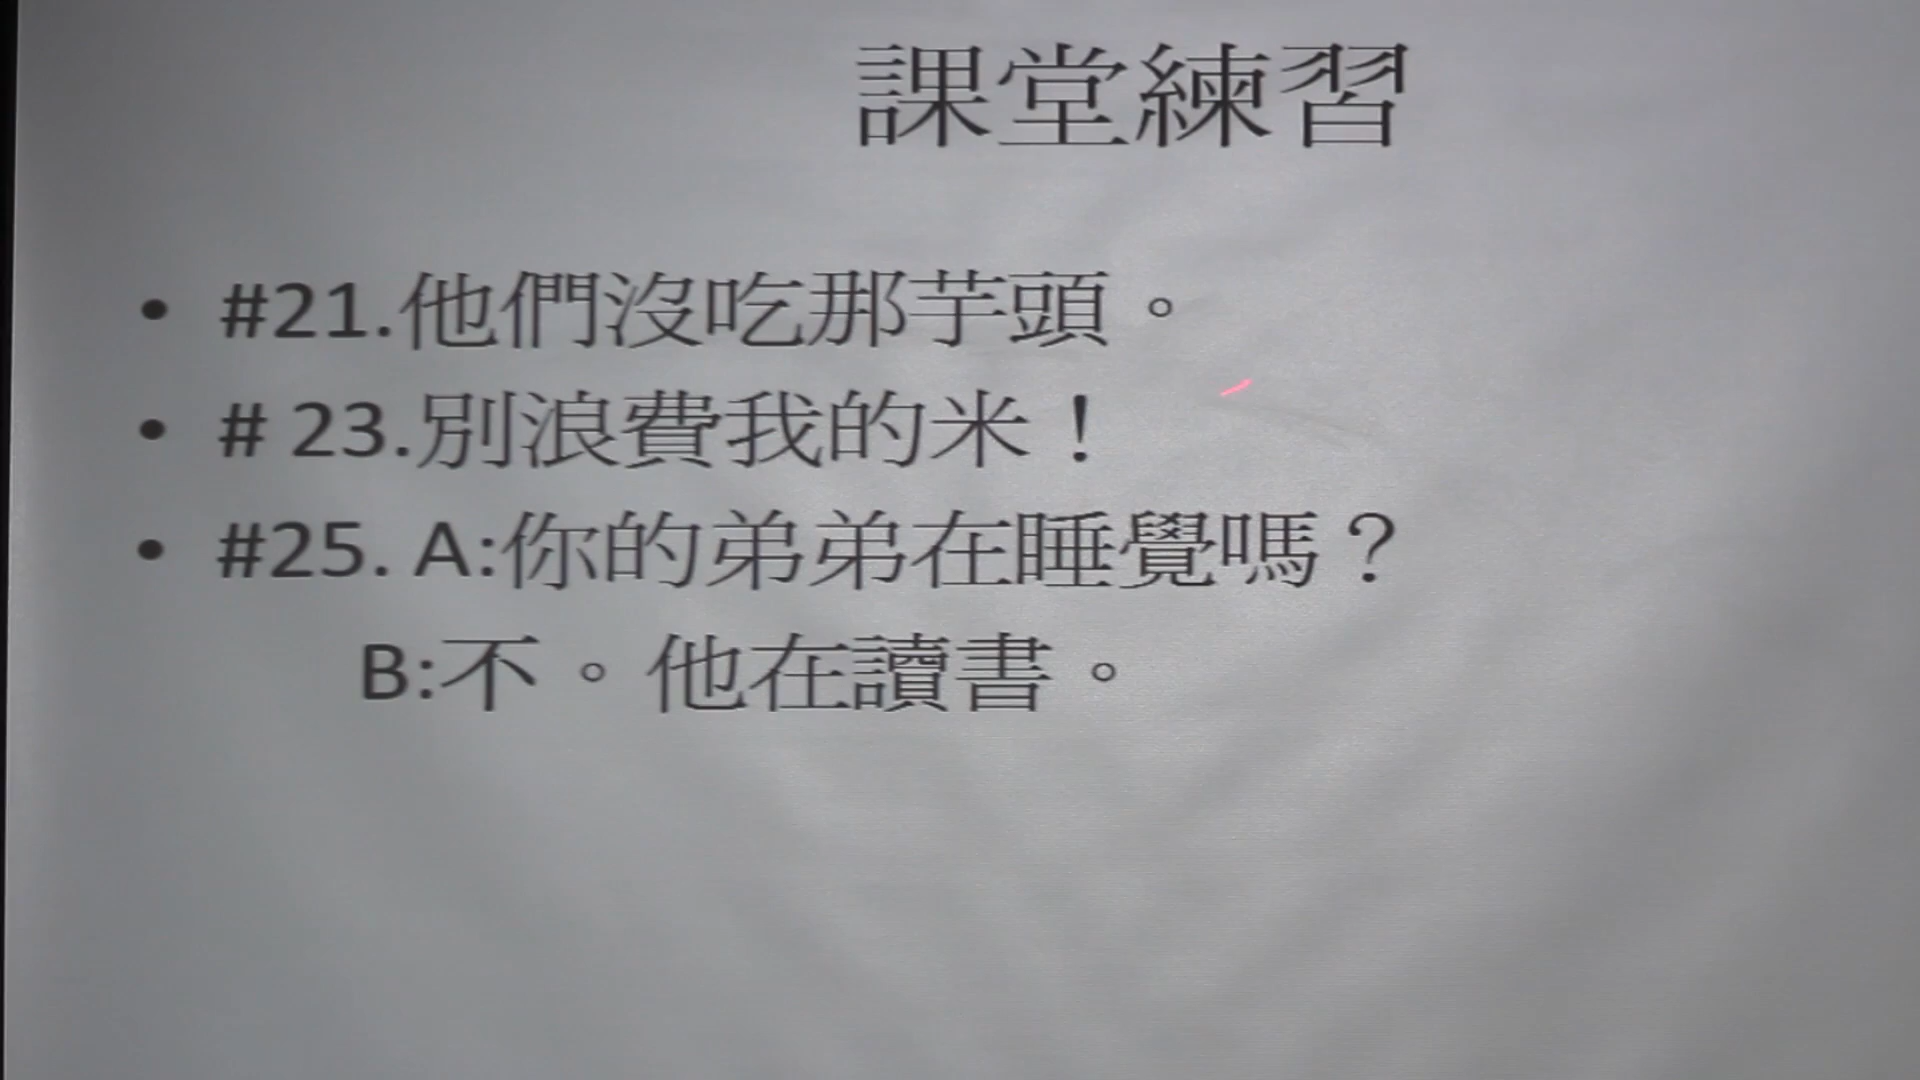 課堂練習
• #21.他們沒吃那芋頭。
• # 23.別浪費我的米！
• #25. A:你的弟弟在睡覺嗎？
B:不。他在讀書。